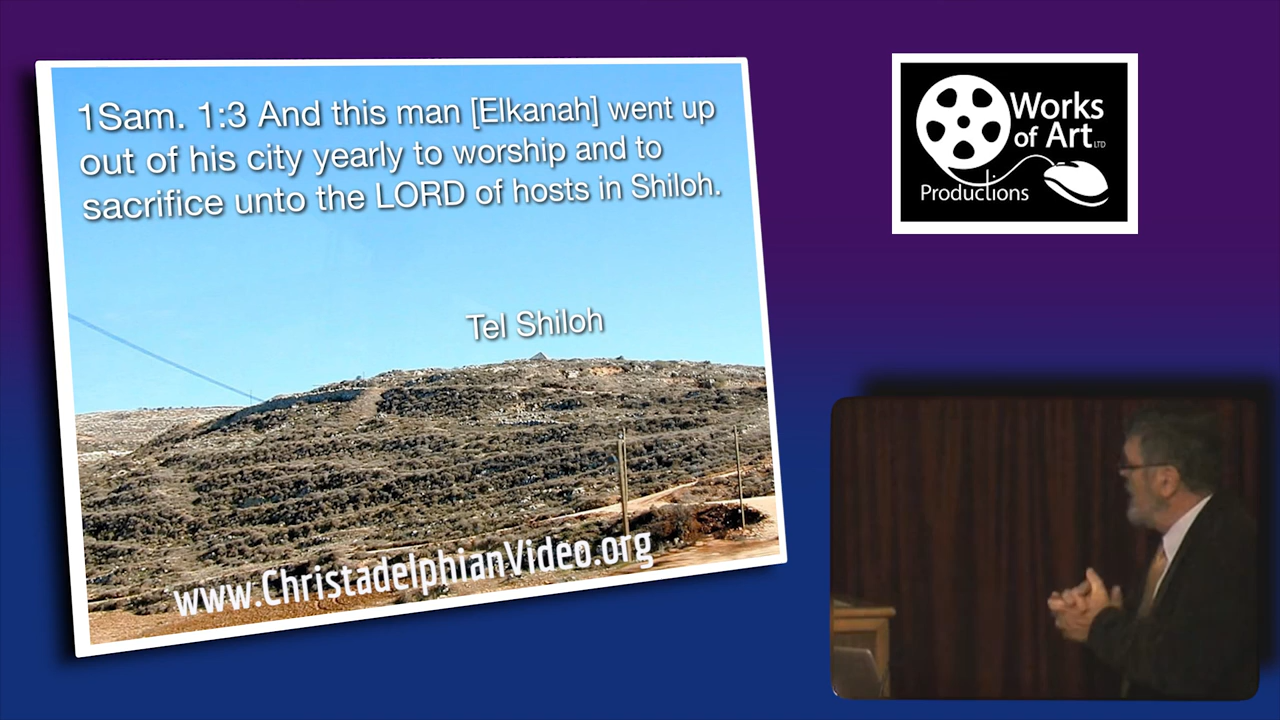 1Sam. 1:3 And this man [Elkanah] went up
out of his city yearly to worship and to
sacrifice unto the LORD of hosts in Shiloh.
Tel Shiloh
www.ChristadelphianVideo.org
Works
of Art LTD
Productions